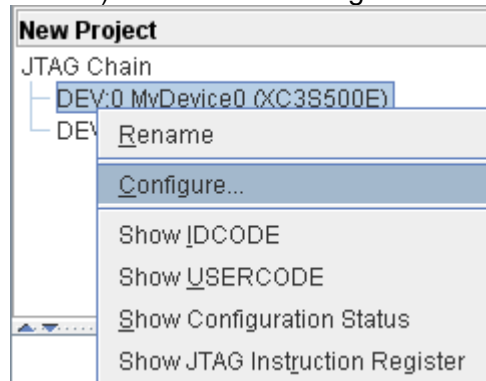 New Project
JTAG Chain
DEV:0 MyDevice0 (XC3S500E)
DEV
Rename
Configure...
Show IDCODE
Show USERCODE
Show Configuration Status
Show JTAG Instruction Register